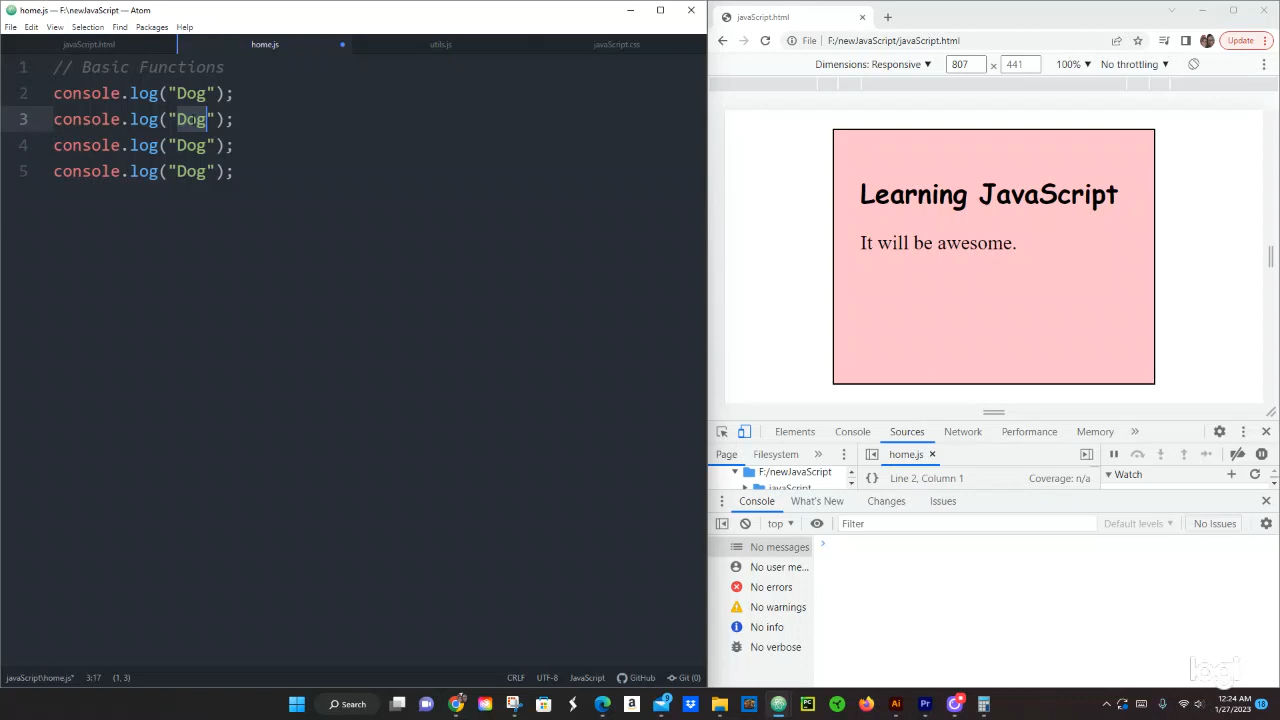 home.js — F:\newJavaScript — Atom
File Edit View Selection Find Packages Help
javaScript.html home.js utils.js javaScript.css
1 // Basic Functions
2 console.log("Dog");
3 console.log("Dog");
4 console.log("Dog");
5 console.log("Dog");
javaScript\home.js* 3:17 (1, 3) CRLF UTF-8 JavaScript GitHub Git (0)
javaScript.html
File F:/newJavaScript/javaScript.html Update
Dimensions: Responsive 807 × 441 100% No throttling
Learning JavaScript
It will be awesome.
Elements Console Sources Network Performance Memory
Page Filesystem home.js
F:/newJavaScript
javaScript
{} Line 2, Column 1 Coverage: n/a
Watch
Console What's New Changes Issues
top Filter Default levels No Issues
No messages
No user me...
No errors
No warnings
No info
No verbose
Search
12:24 AM
1/27/2023
18